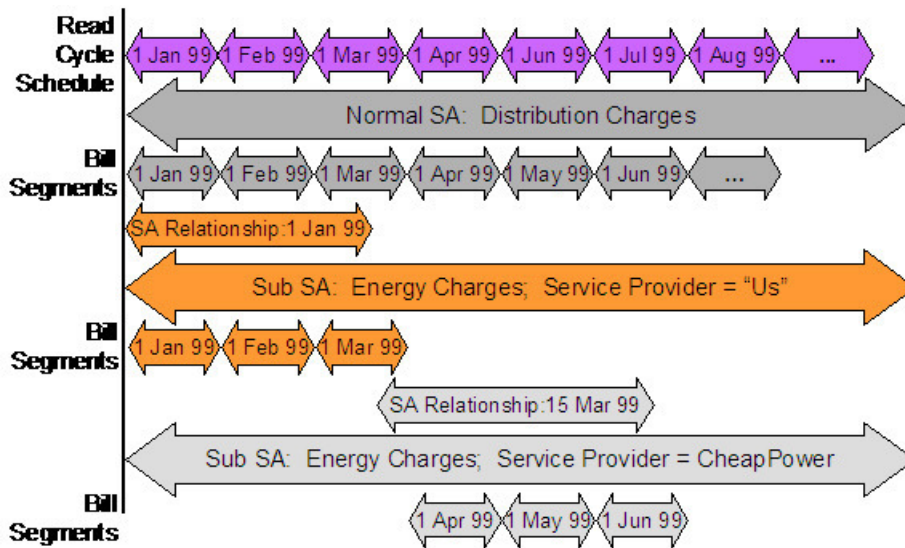 Read
Cycle
Schedule
1 Jan 99 1 Feb 99 1 Mar 99 1 Apr 99 1 Jun 99 1 Jul 99 1 Aug 99 ...
Normal SA: Distribution Charges
Bill
Segments
1 Jan 99 1 Feb 99 1 Mar 99 1 Apr 99 1 May 99 1 Jun 99 ...
SA Relationship:1 Jan 99
Sub SA: Energy Charges; Service Provider = “Us”
Bill
Segments
1 Jan 99 1 Feb 99 1 Mar 99
SA Relationship:15 Mar 99
Sub SA: Energy Charges; Service Provider = CheapPower
Bill
Segments
1 Apr 99 1 May 99 1 Jun 99